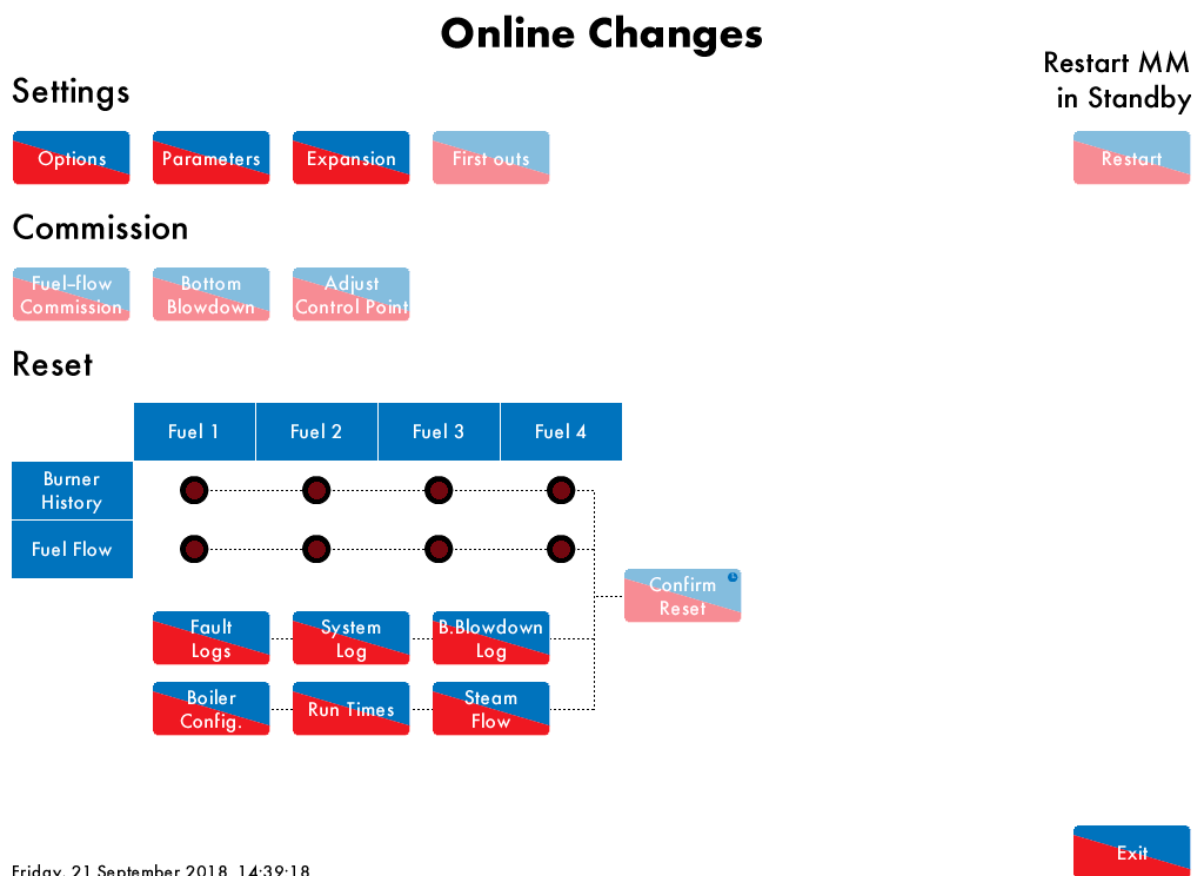 Online Changes
Restart MM
in Standby
Settings
Options
Parameters
Expansion
First outs
Restart
Commission
Fuel-flow
Commission
Bottom
Blowdown
Adjust
Control Point
Reset
Fuel 1
Fuel 2
Fuel 3
Fuel 4
Burner
History
Fuel Flow
Confirm
Reset
Fault
Logs
System
Log
B.Blowdown
Log
Boiler
Config.
Run Times
Steam
Flow
Exit
Friday, 21 September 2018 14:39:18